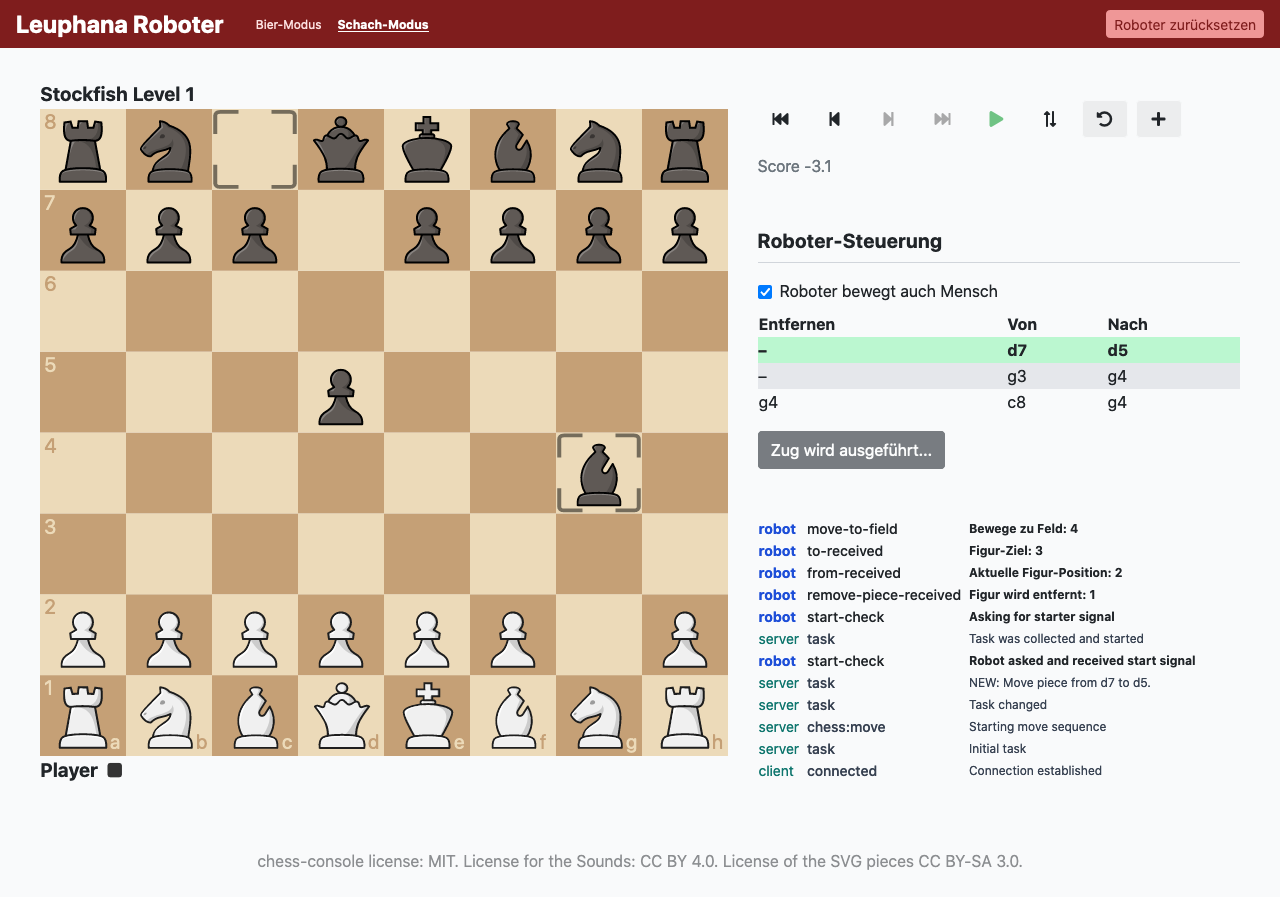 Leuphana Roboter Bier-Modus Schach-Modus Roboter zurücksetzen
Stockfish Level 1
8
7
6
5
4
3
2
1
a b c d e f g h
Player
Score -3.1
Roboter-Steuerung
Roboter bewegt auch Mensch
Entfernen Von Nach
– d7 d5
– g3 g4
g4 c8 g4
Zug wird ausgeführt...
robot move-to-field Bewege zu Feld: 4
robot to-received Figur-Ziel: 3
robot from-received Aktuelle Figur-Position: 2
robot remove-piece-received Figur wird entfernt: 1
robot start-check Asking for starter signal
server task Task was collected and started
robot start-check Robot asked and received start signal
server task NEW: Move piece from d7 to d5.
server task Task changed
server chess:move Starting move sequence
server task Initial task
client connected Connection established
chess-console license: MIT. License for the Sounds: CC BY 4.0. License of the SVG pieces CC BY-SA 3.0.